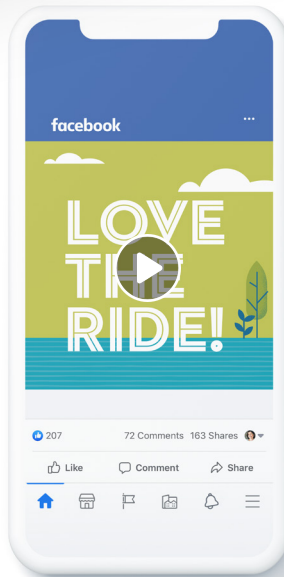 facebook
LOVE
THE
RIDE!
207 72 Comments 163 Shares
Like Comment Share